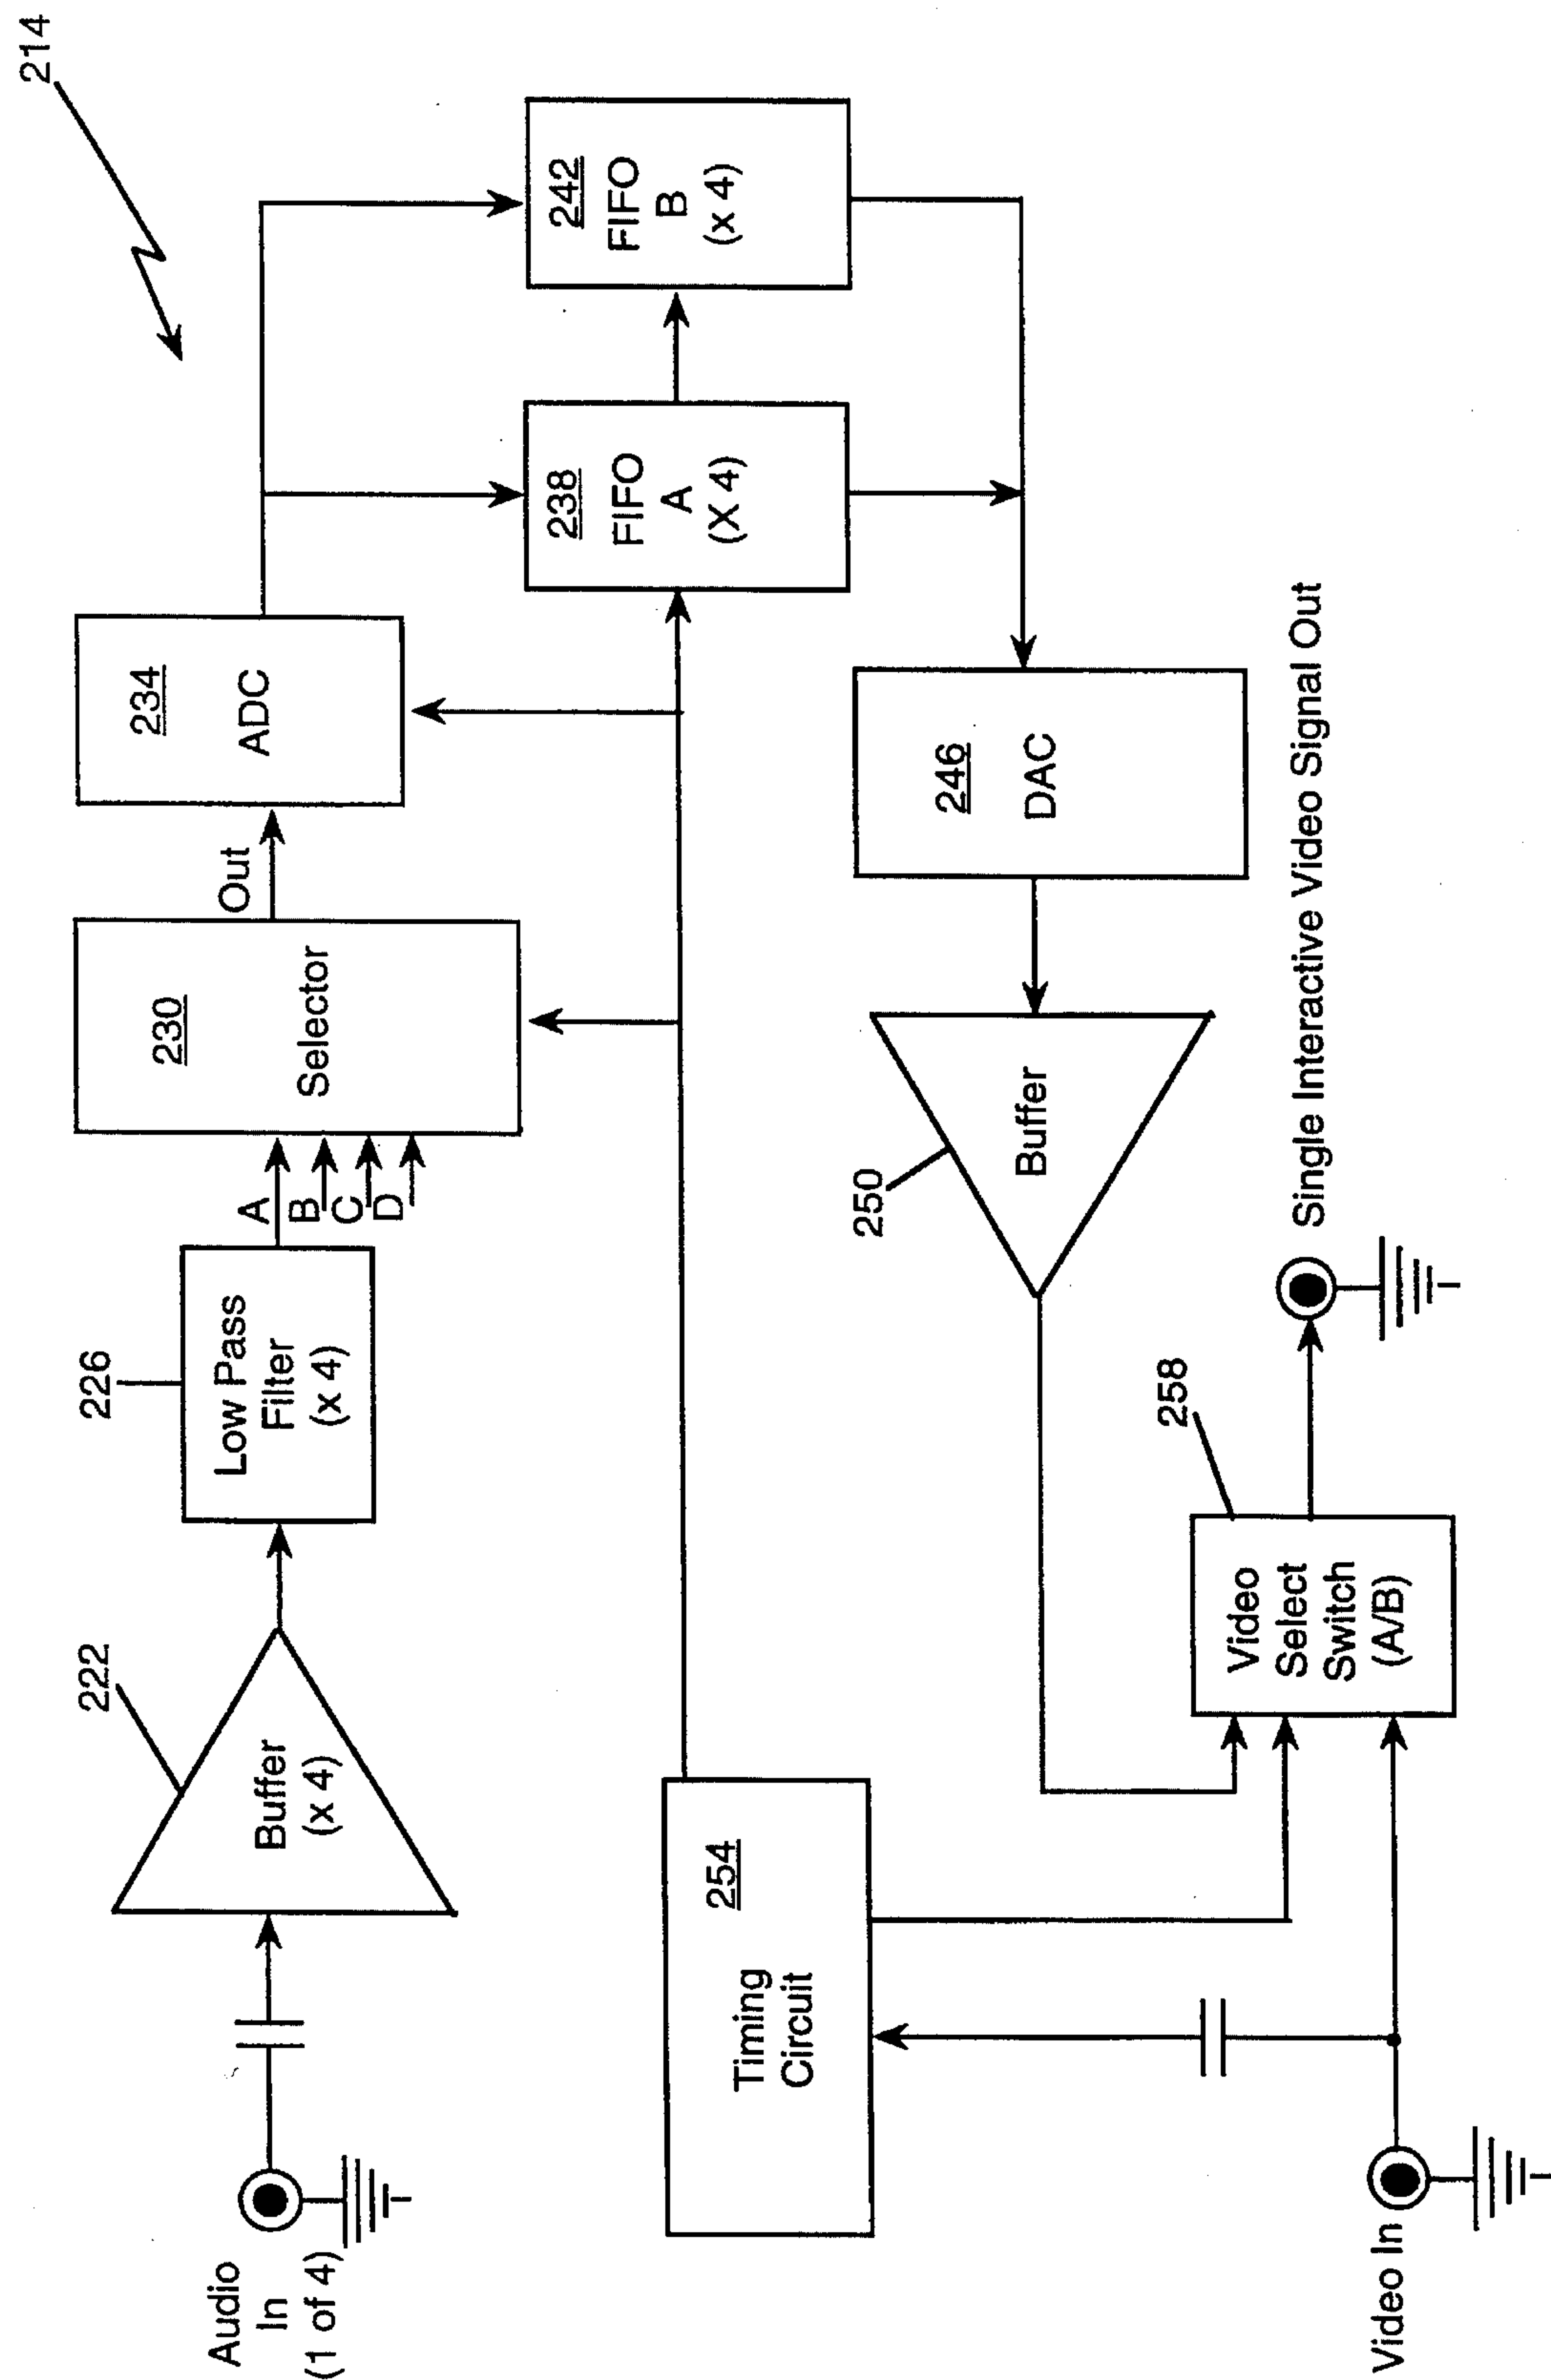 214
Audio
In
(1 of 4)
222
Buffer
(x 4)
226
Low Pass
Filter
(x 4)
A
B
C
D
230
Selector
Out
234
ADC
238
FIFO
A
(X 4)
242
FIFO
B
(x 4)
254
Timing
Circuit
246
DAC
250
Buffer
258
Video
Select
Switch
(A/B)
Video In
Single Interactive Video Signal Out